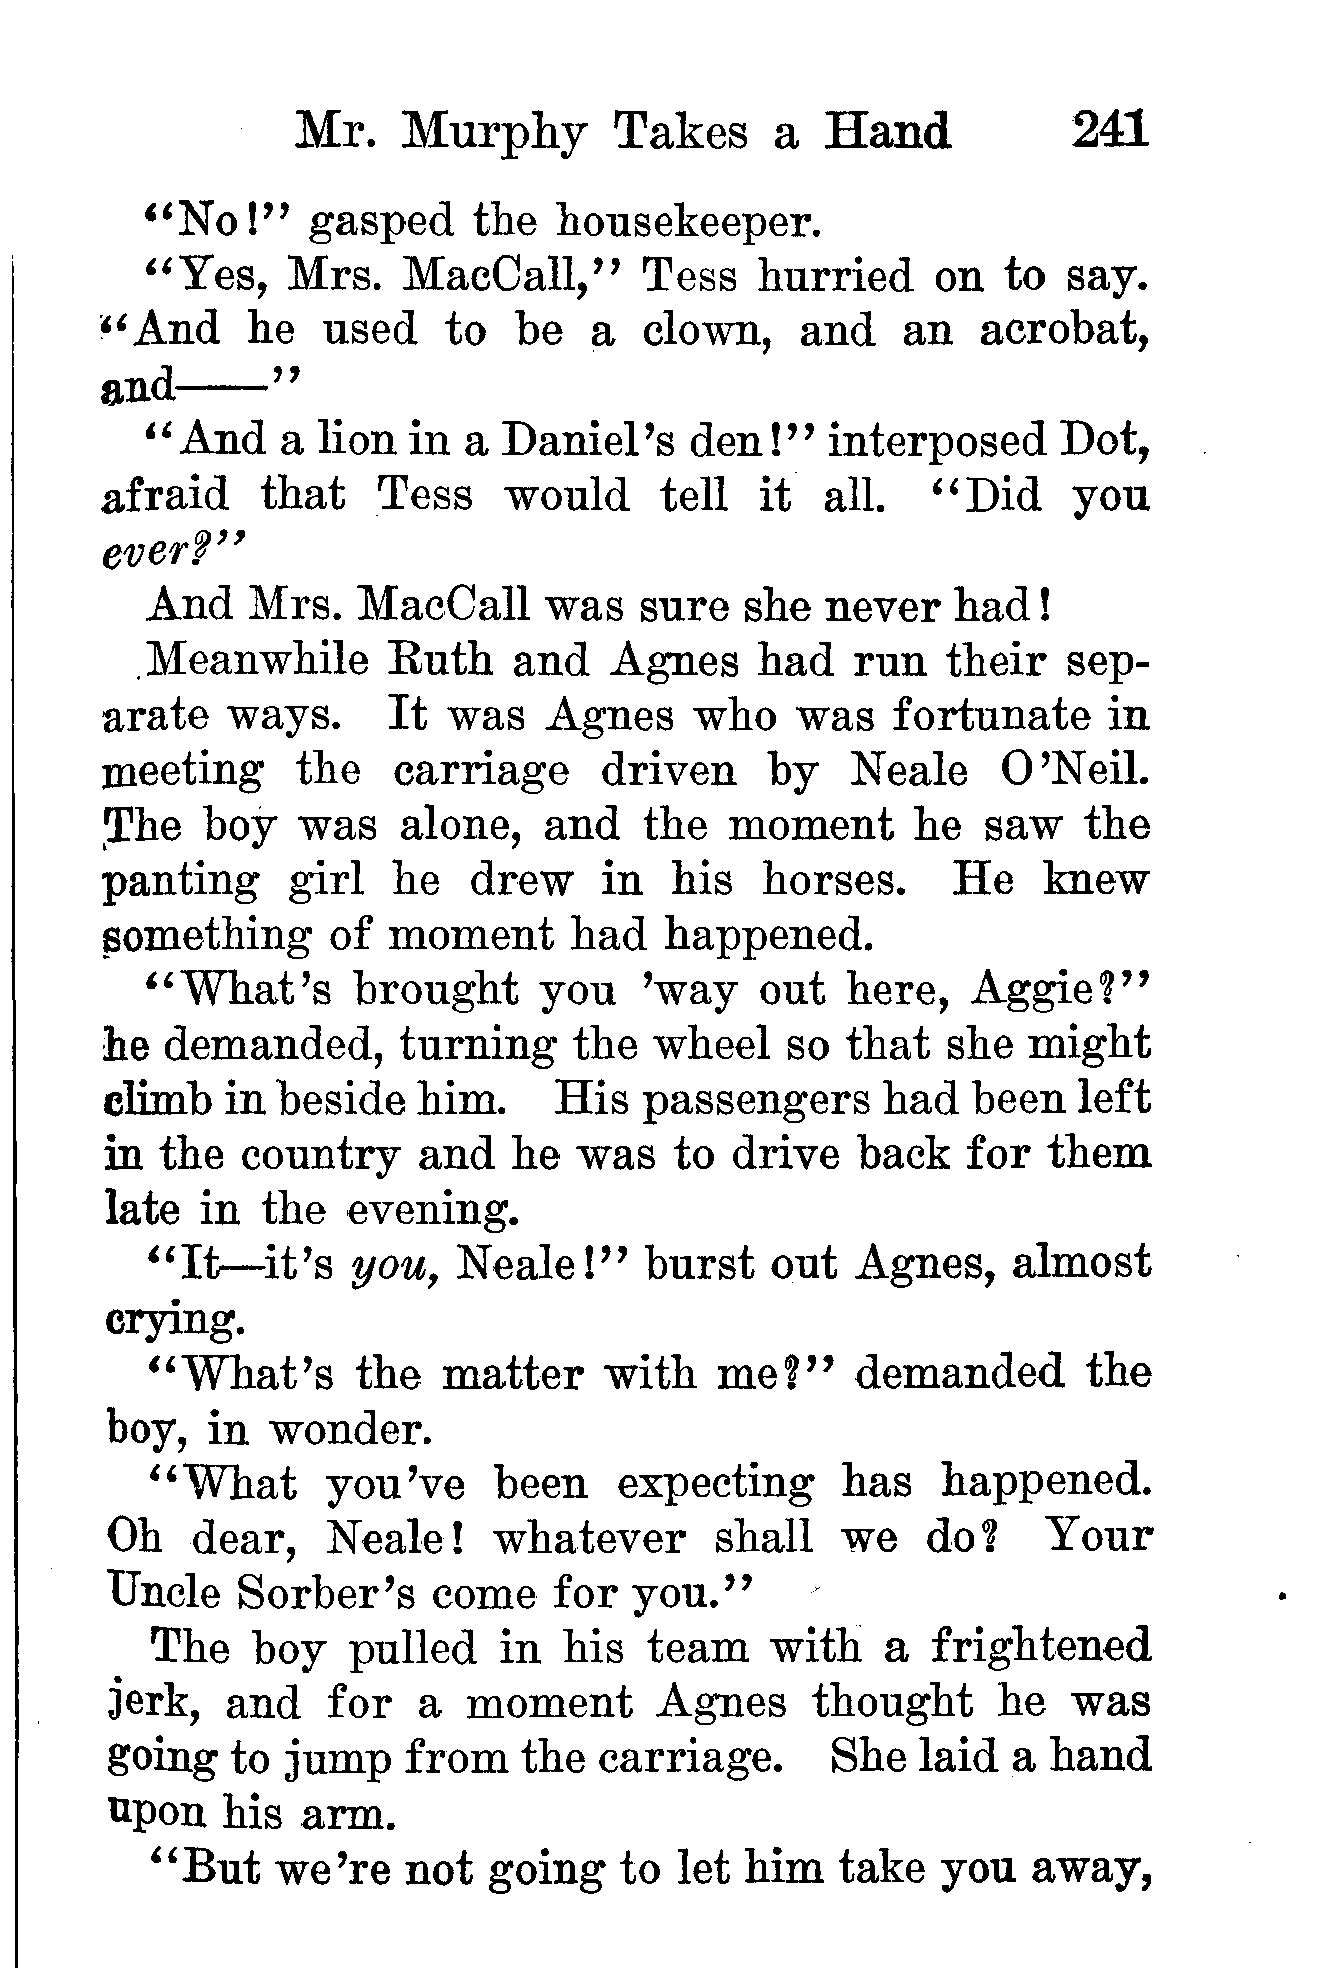 Mr. Murphy Takes a Hand 241
"No!" gasped the housekeeper.
"Yes, Mrs. MacCall," Tess hurried on to say.
"And he used to be a clown, and an acrobat,
and——"
"And a lion in a Daniel's den!" interposed Dot,
afraid that Tess would tell it all. "Did you
ever?"
And Mrs. MacCall was sure she never had!
Meanwhile Ruth and Agnes had run their sep-
arate ways. It was Agnes who was fortunate in
meeting the carriage driven by Neale O'Neil.
The boy was alone, and the moment he saw the
panting girl he drew in his horses. He knew
something of moment had happened.
"What's brought you 'way out here, Aggie?"
he demanded, turning the wheel so that she might
climb in beside him. His passengers had been left
in the country and he was to drive back for them
late in the evening.
"It—it's you, Neale!" burst out Agnes, almost
crying.
"What's the matter with me?" demanded the
boy, in wonder.
"What you've been expecting has happened.
Oh dear, Neale! whatever shall we do? Your
Uncle Sorber's come for you."
The boy pulled in his team with a frightened
jerk, and for a moment Agnes thought he was
going to jump from the carriage. She laid a hand
upon his arm.
"But we're not going to let him take you away,